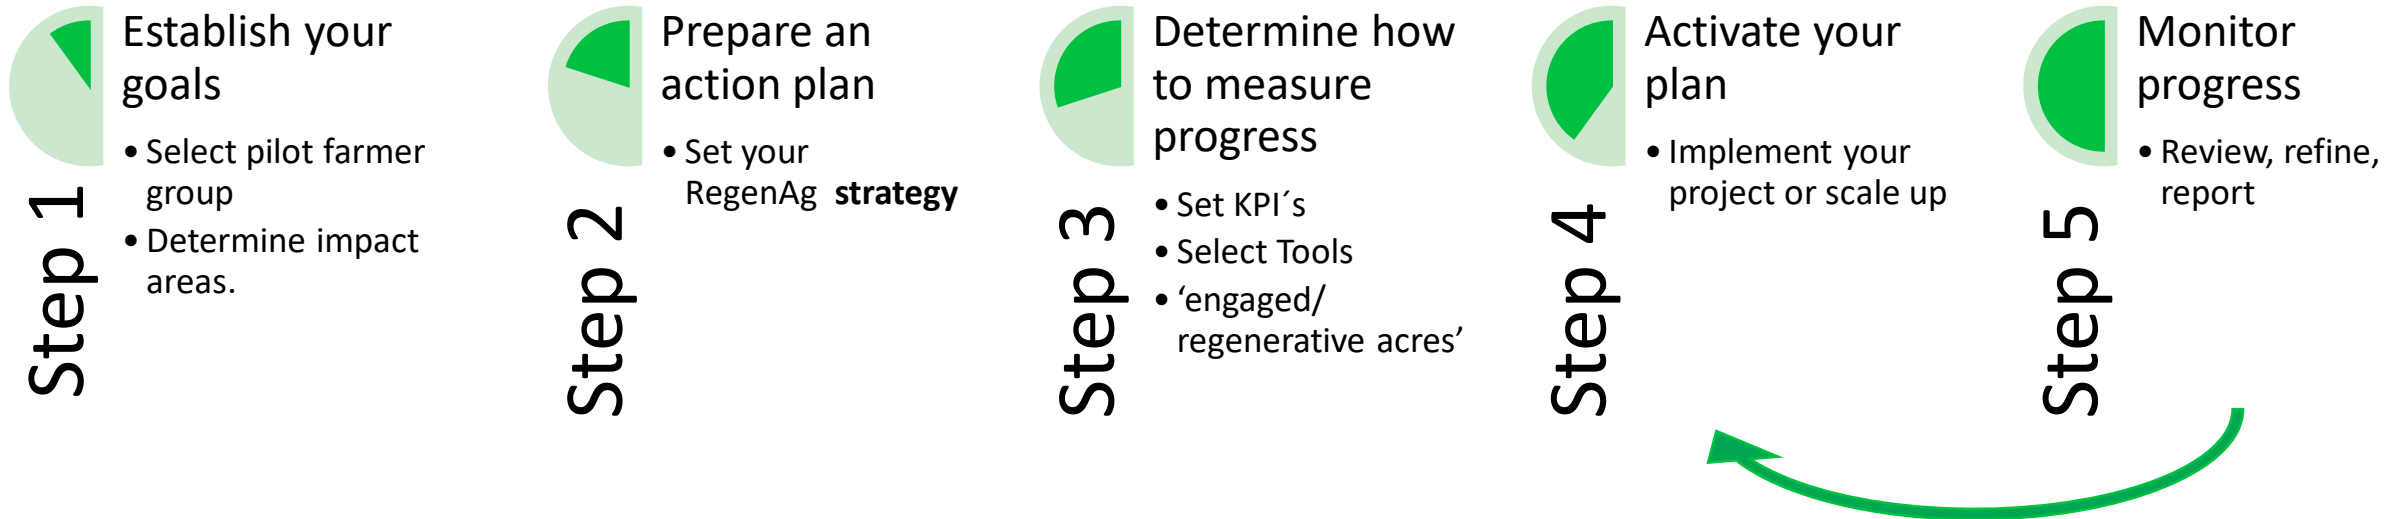 Step 1
Establish your
goals
• Select pilot farmer
group
• Determine impact
areas.
Step 2
Prepare an
action plan
• Set your
RegenAg strategy
Step 3
Determine how
to measure
progress
• Set KPI´s
• Select Tools
• ‘engaged/
regenerative acres’
Step 4
Activate your
plan
• Implement your
project or scale up
Step 5
Monitor
progress
• Review, refine,
report